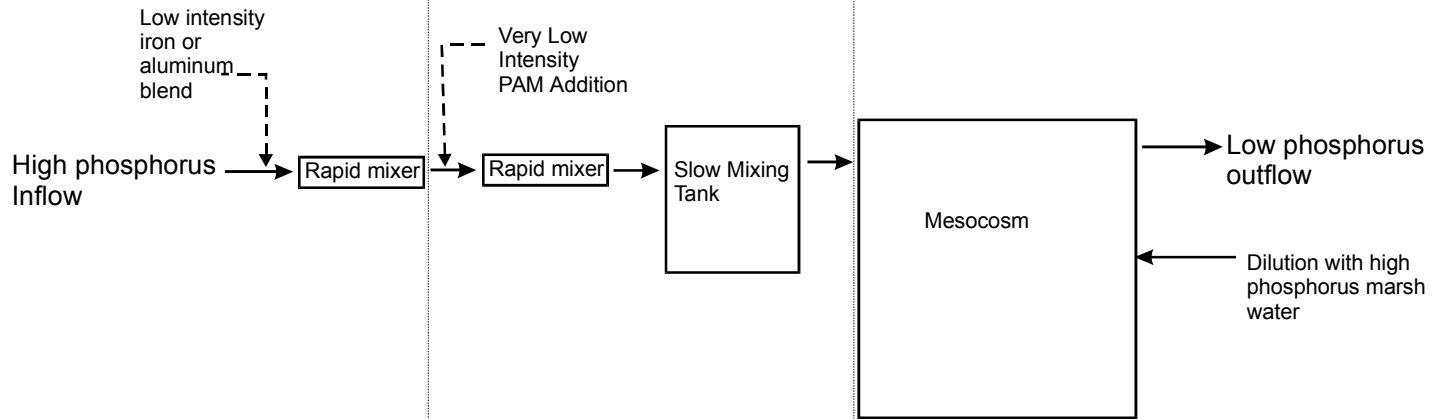 Low intensity
iron or
aluminum
blend
Very Low
Intensity
PAM Addition
High phosphorus
Inflow
Rapid mixer
Rapid mixer
Slow Mixing
Tank
Mesocosm
Low phosphorus
outflow
Dilution with high
phosphorus marsh
water